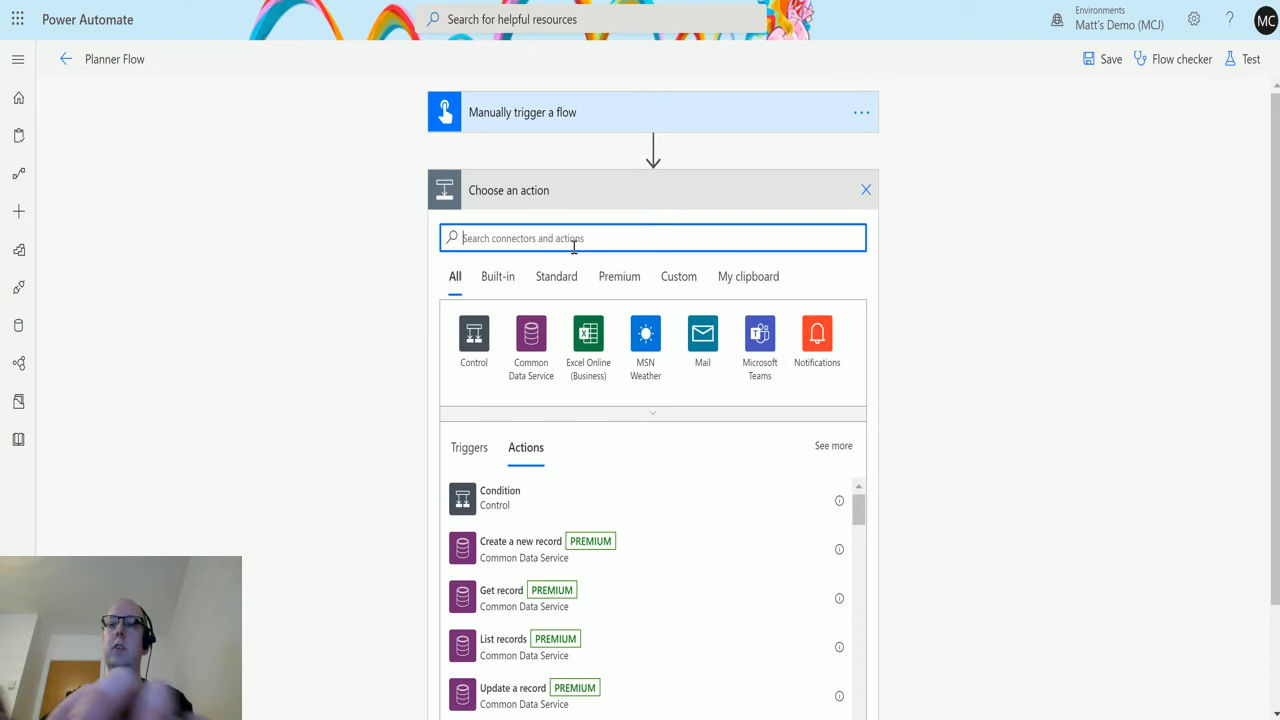 Power Automate
Search for helpful resources
Environments
Matt's Demo (MCJ)
?
MC
Planner Flow
Save
Flow checker
Test
Manually trigger a flow
...
Choose an action
Search connectors and actions
All
Built-in
Standard
Premium
Custom
My clipboard
Control
Common
Data Service
Excel Online
(Business)
MSN
Weather
Mail
Microsoft
Teams
Notifications
Triggers
Actions
See more
Condition
Control
Create a new record PREMIUM
Common Data Service
Get record PREMIUM
Common Data Service
List records PREMIUM
Common Data Service
Update a record PREMIUM
Common Data Service